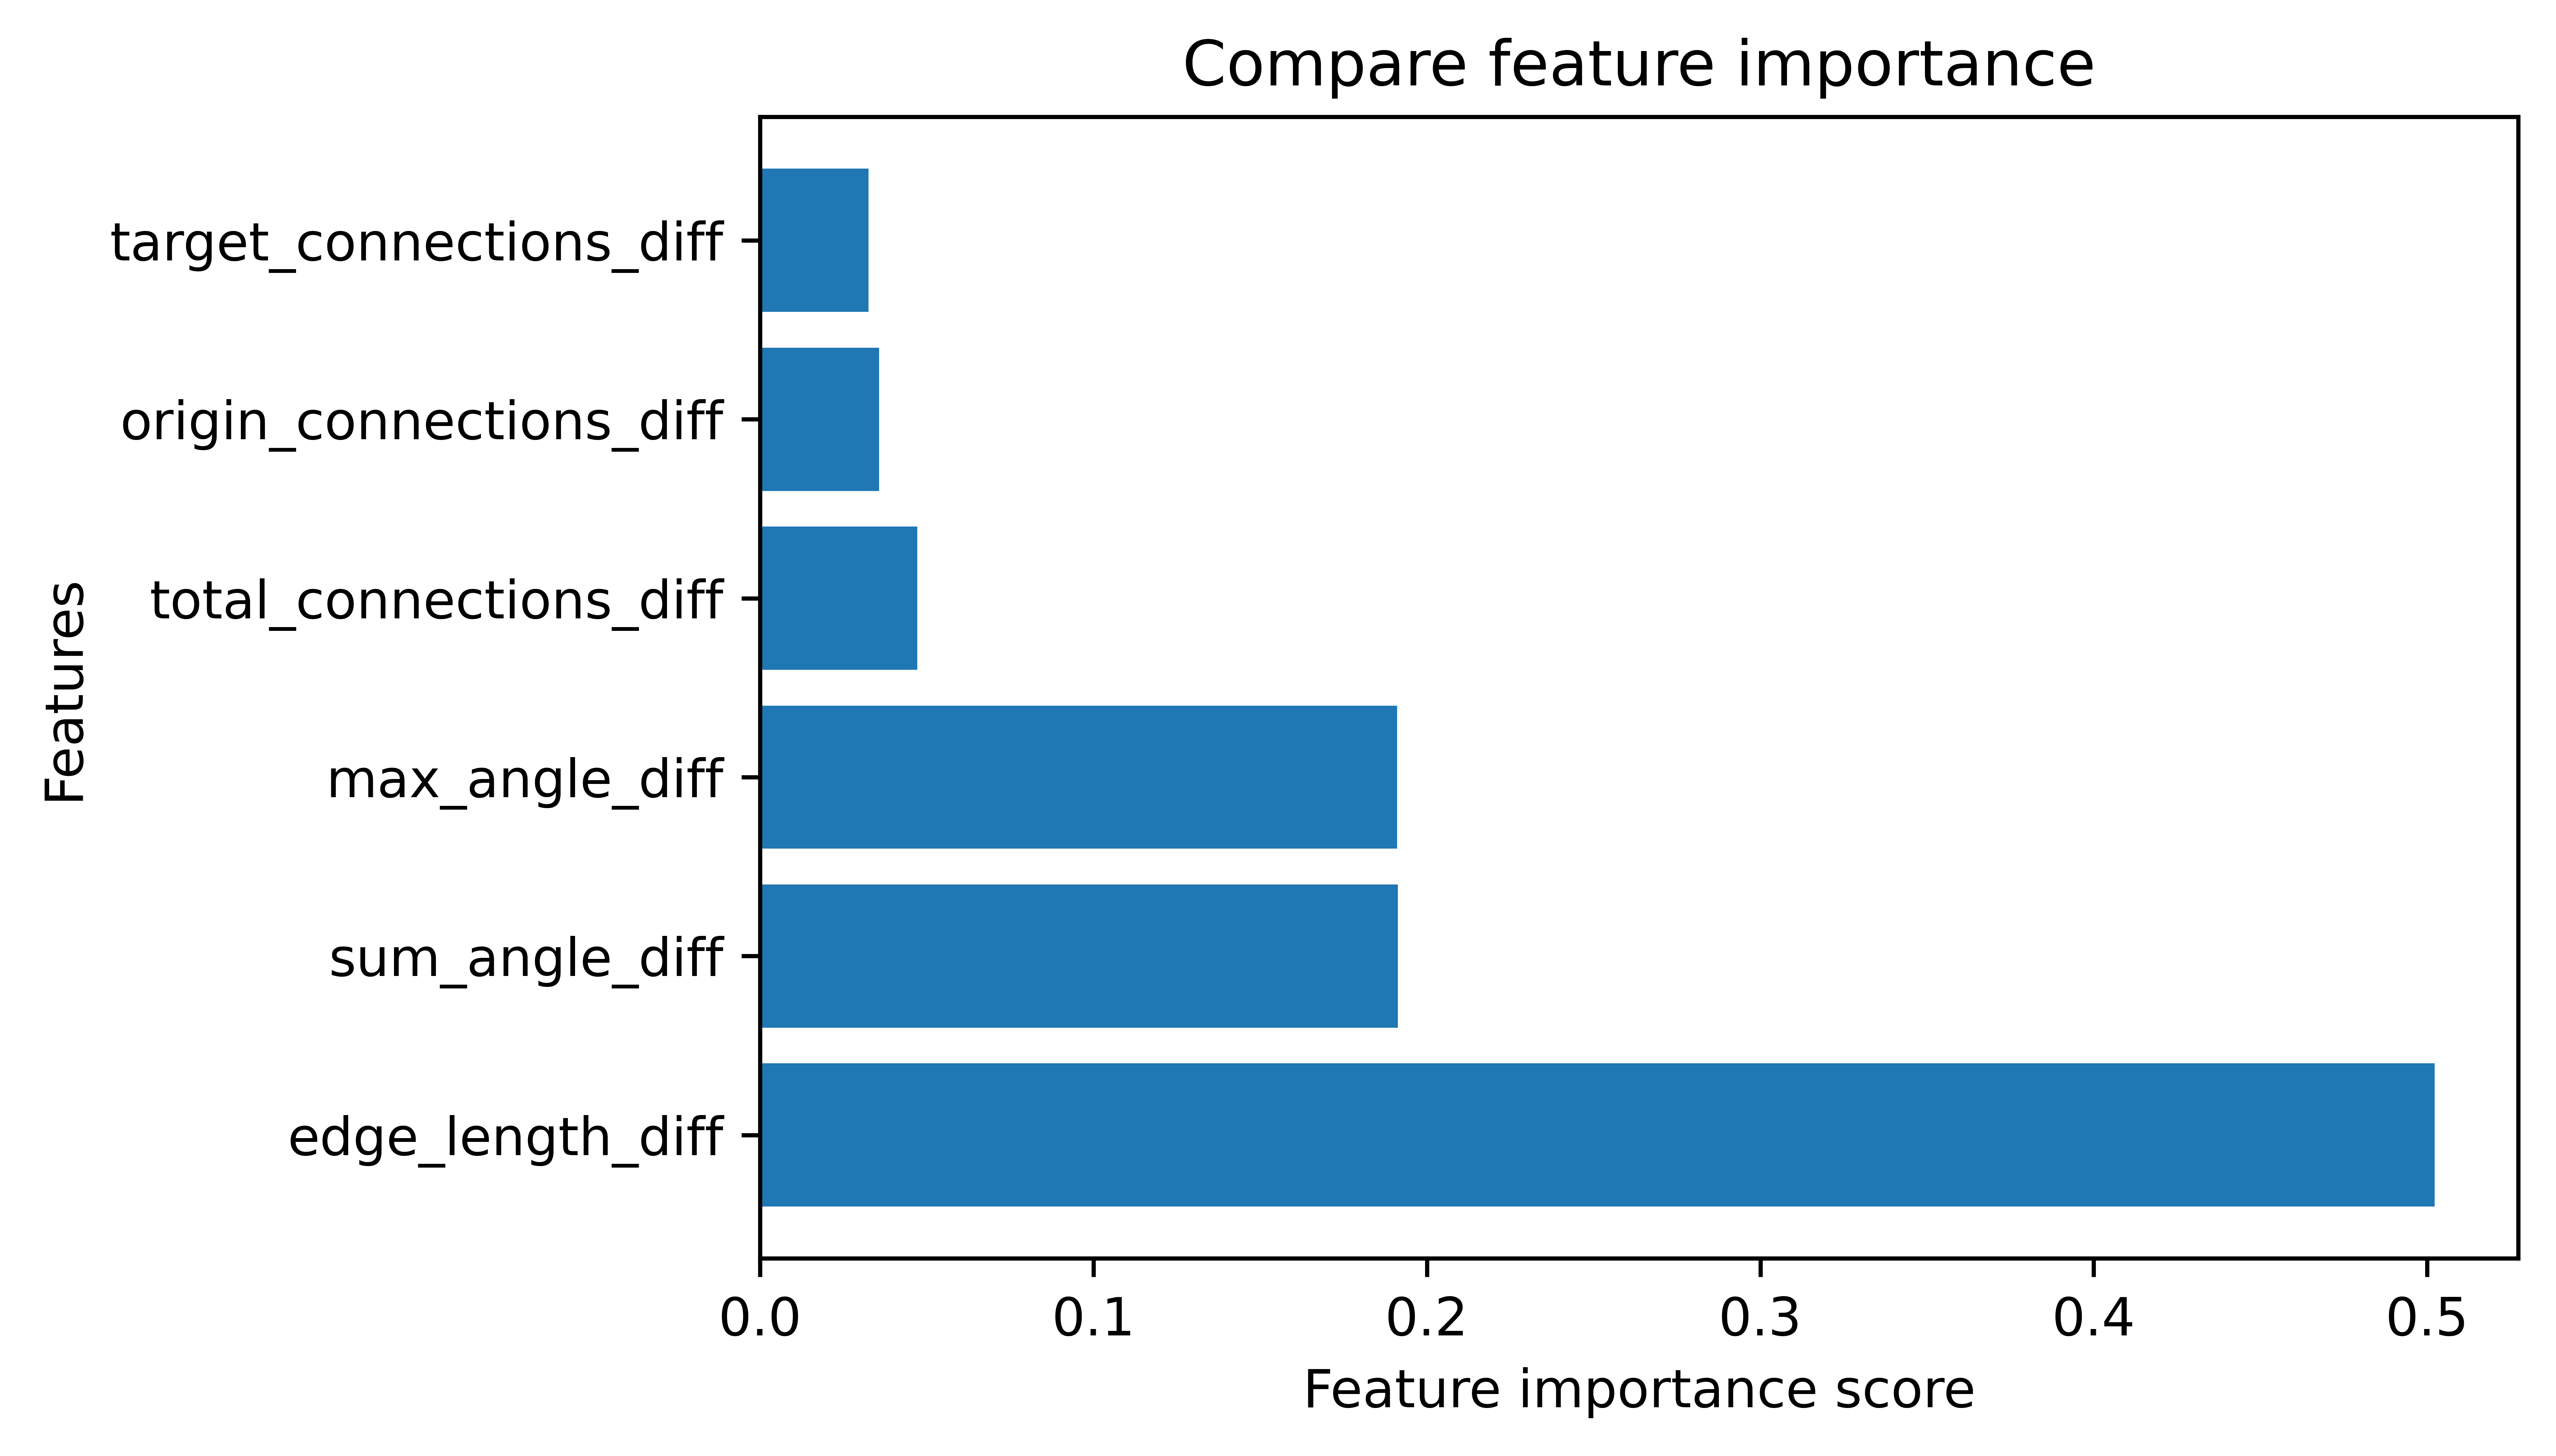 Compare feature importance
target_connections_diff
origin_connections_diff
total_connections_diff
max_angle_diff
sum_angle_diff
edge_length_diff
Features
0.0 0.1 0.2 0.3 0.4 0.5
Feature importance score